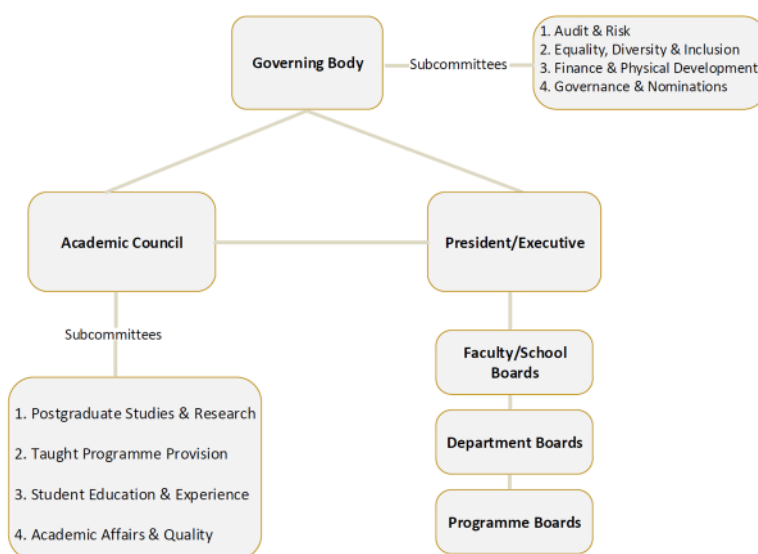 Governing Body
Subcommittees
1. Audit & Risk
2. Equality, Diversity & Inclusion
3. Finance & Physical Development
4. Governance & Nominations
Academic Council
President/Executive
Subcommittees
1. Postgraduate Studies & Research
2. Taught Programme Provision
3. Student Education & Experience
4. Academic Affairs & Quality
Faculty/School
Boards
Department Boards
Programme Boards